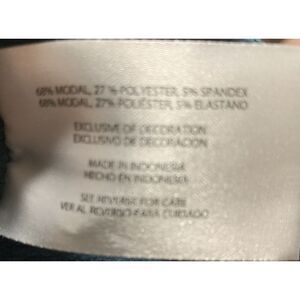 68% MODAL, 27 % POLYESTER, 5% SPANDEX
68% MODAL, 27% POLIÉSTER, 5% ELASTANO
EXCLUSIVE OF DECORATION
EXCLUSIVO DE DECORACIÓN
MADE IN INDONESIA
HECHO EN INDONESIA
SEE REVERSE FOR CARE
VER AL REVERSO PARA CUIDADO